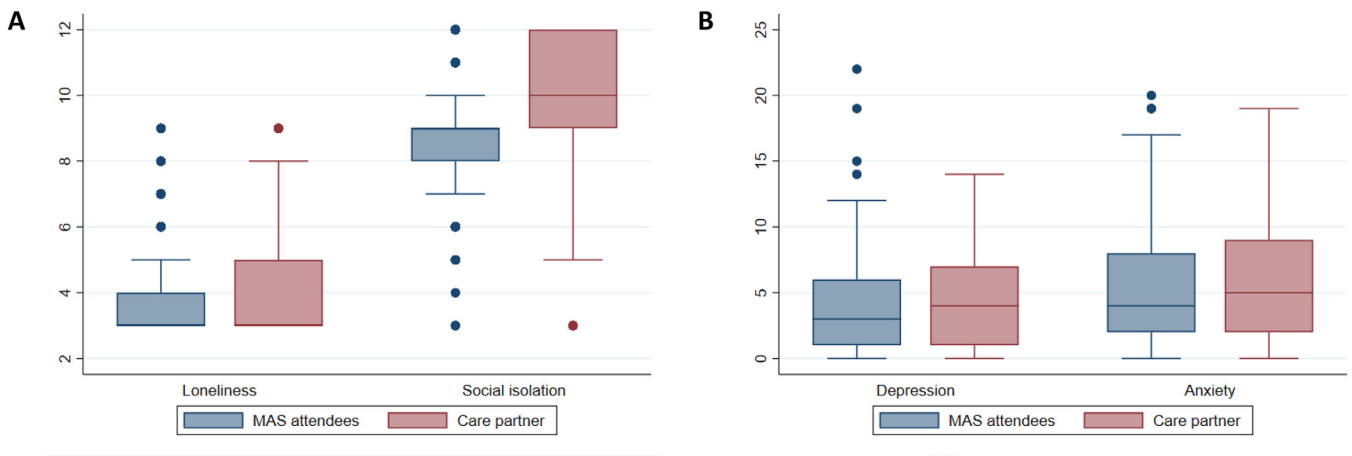 A
12
10
8
6
4
2
Loneliness Social isolation
MAS attendees Care partner
B
25
20
15
10
5
0
Depression Anxiety
MAS attendees Care partner